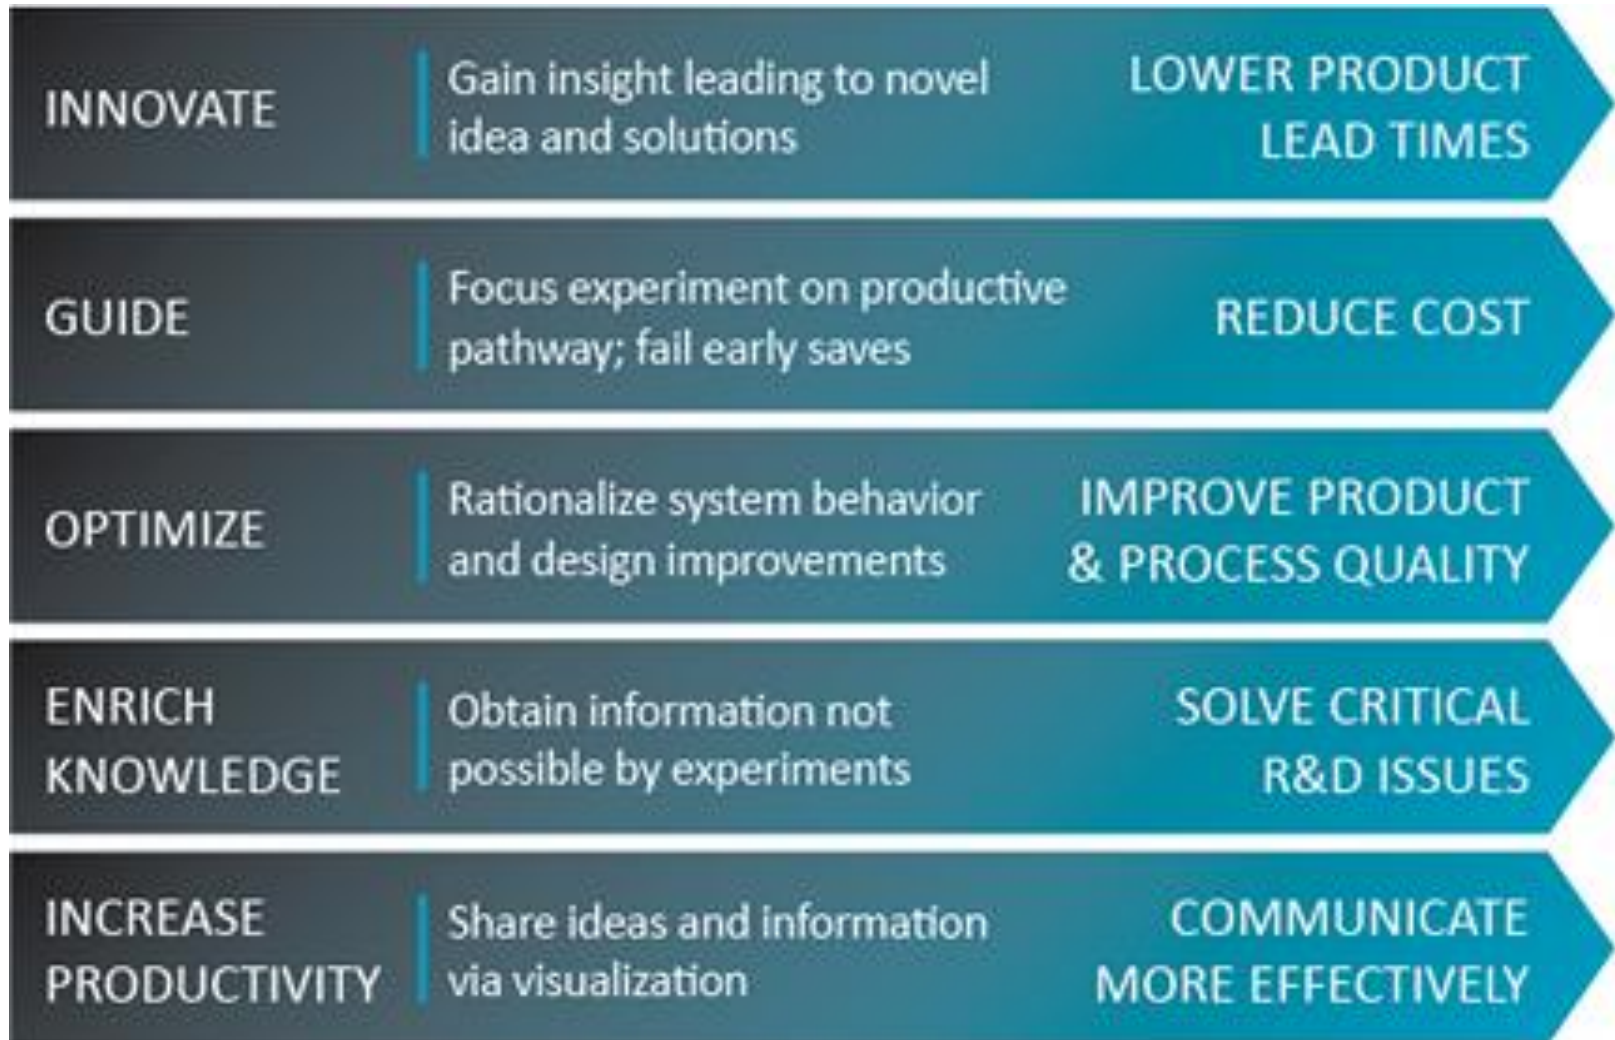 INNOVATE
Gain insight leading to novel
idea and solutions
LOWER PRODUCT
LEAD TIMES
GUIDE
Focus experiment on productive
pathway; fail early saves
REDUCE COST
OPTIMIZE
Rationalize system behavior
and design improvements
IMPROVE PRODUCT
& PROCESS QUALITY
ENRICH
KNOWLEDGE
Obtain information not
possible by experiments
SOLVE CRITICAL
R&D ISSUES
INCREASE
PRODUCTIVITY
Share ideas and information
via visualization
COMMUNICATE
MORE EFFECTIVELY